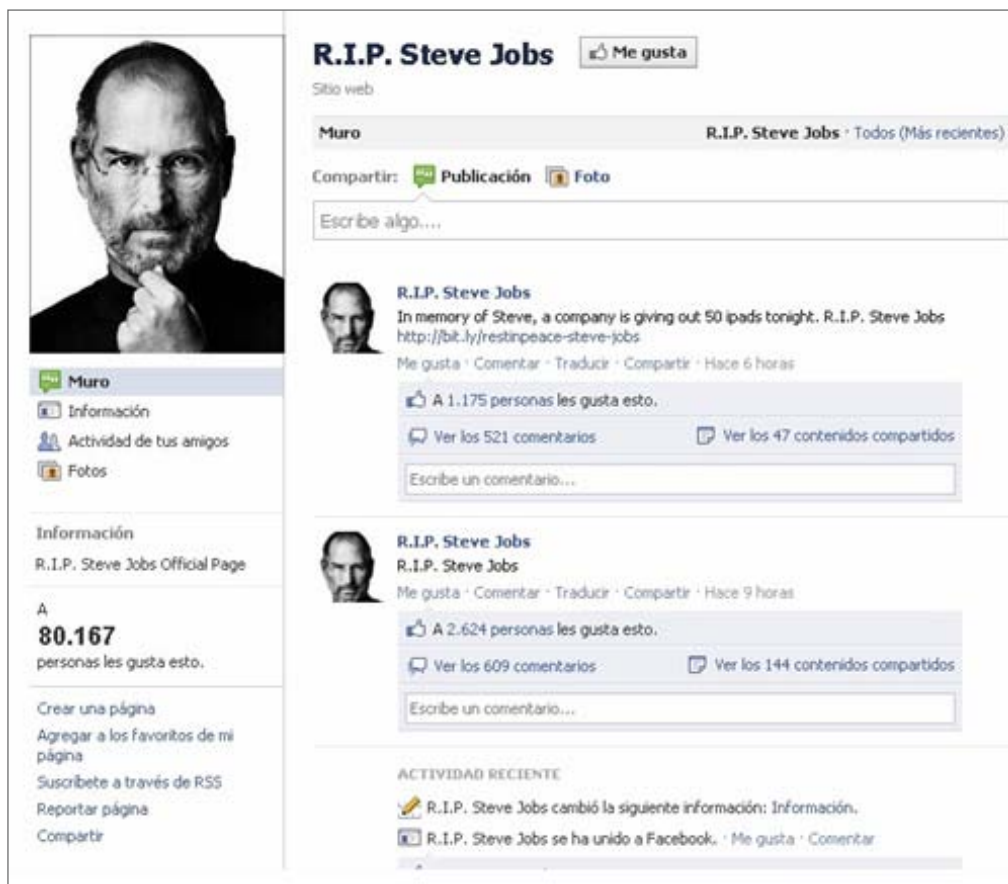 R.I.P. Steve Jobs
Me gusta
Sitio web
Muro
R.I.P. Steve Jobs · Todos (Más recientes)
Compartir: Publicación Foto
Escribe algo....
R.I.P. Steve Jobs
In memory of Steve, a company is giving out 50 ipads tonight. R.I.P. Steve Jobs
http://bit.ly/restinpeace-steve-jobs
Me gusta · Comentar · Traducir · Compartir · Hace 6 horas
A 1.175 personas les gusta esto.
Ver los 521 comentarios
Ver los 47 contenidos compartidos
Escribe un comentario...
R.I.P. Steve Jobs
R.I.P. Steve Jobs
Me gusta · Comentar · Traducir · Compartir · Hace 9 horas
A 2.624 personas les gusta esto.
Ver los 609 comentarios
Ver los 144 contenidos compartidos
Escribe un comentario...
ACTIVIDAD RECIENTE
R.I.P. Steve Jobs cambió la siguiente información: Información.
R.I.P. Steve Jobs se ha unido a Facebook. · Me gusta · Comentar
Muro
Información
Actividad de tus amigos
Fotos
Información
R.I.P. Steve Jobs Official Page
A
80.167
personas les gusta esto.
Crear una página
Agregar a los favoritos de mi
página
Suscríbete a través de RSS
Reportar página
Compartir